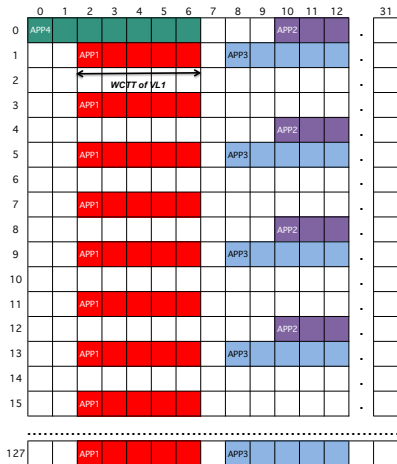 0 1 2 3 4 5 6 7 8 9 10 11 12 31
0 APP4 APP2 .
1 APP1 APP3 .
2 WCTT of VL1 .
3 APP1 .
4 APP2 .
5 APP1 APP3 .
6 .
7 APP1 .
8 APP2 .
9 APP1 APP3 .
10 .
11 APP1 .
12 APP2 .
13 APP1 APP3 .
14 .
15 APP1 .
127 APP1 APP3